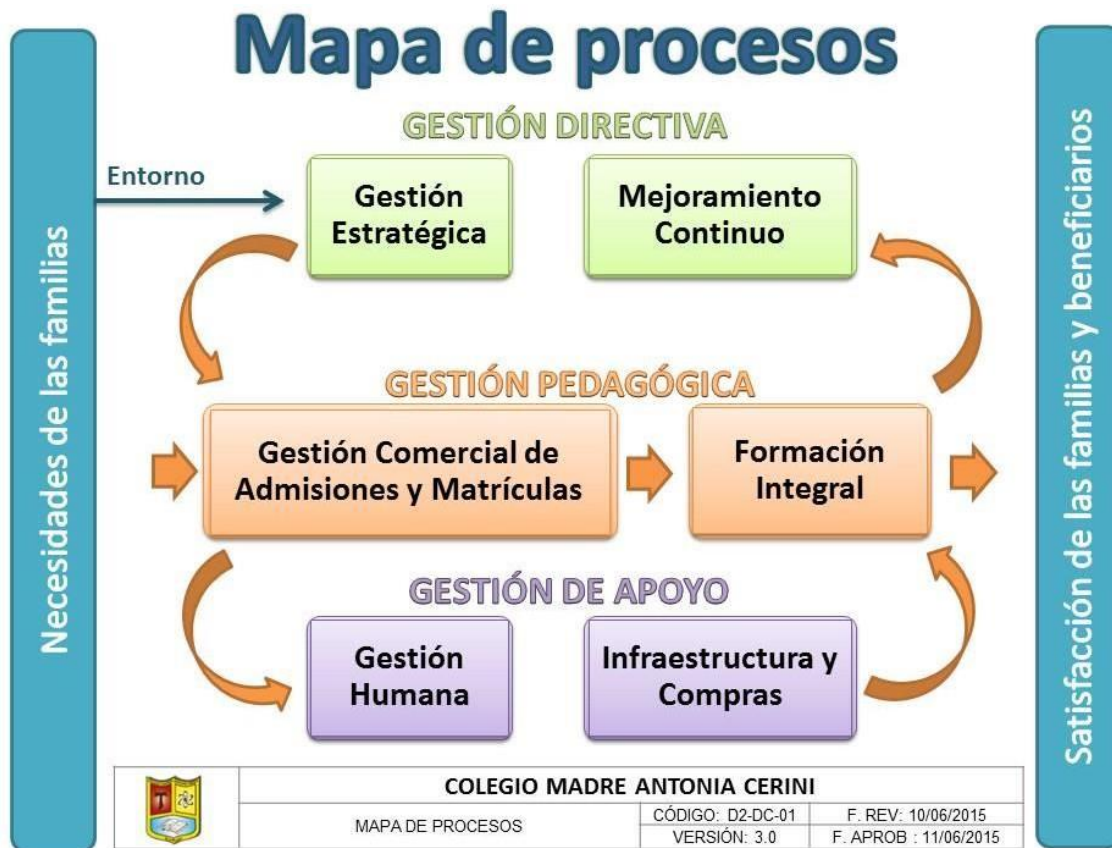 Mapa de procesos
Necesidades de las familias
GESTIÓN DIRECTIVA
Entorno
Gestión
Estratégica
Mejoramiento
Continuo
GESTIÓN PEDAGÓGICA
Gestión Comercial de
Admisiones y Matrículas
Formación
Integral
GESTIÓN DE APOYO
Gestión
Humana
Infraestructura y
Compras
Satisfacción de las familias y beneficiarios
COLEGIO MADRE ANTONIA CERINI
MAPA DE PROCESOS
CÓDIGO: D2-DC-01
F. REV: 10/06/2015
VERSIÓN: 3.0
F. APROB : 11/06/2015